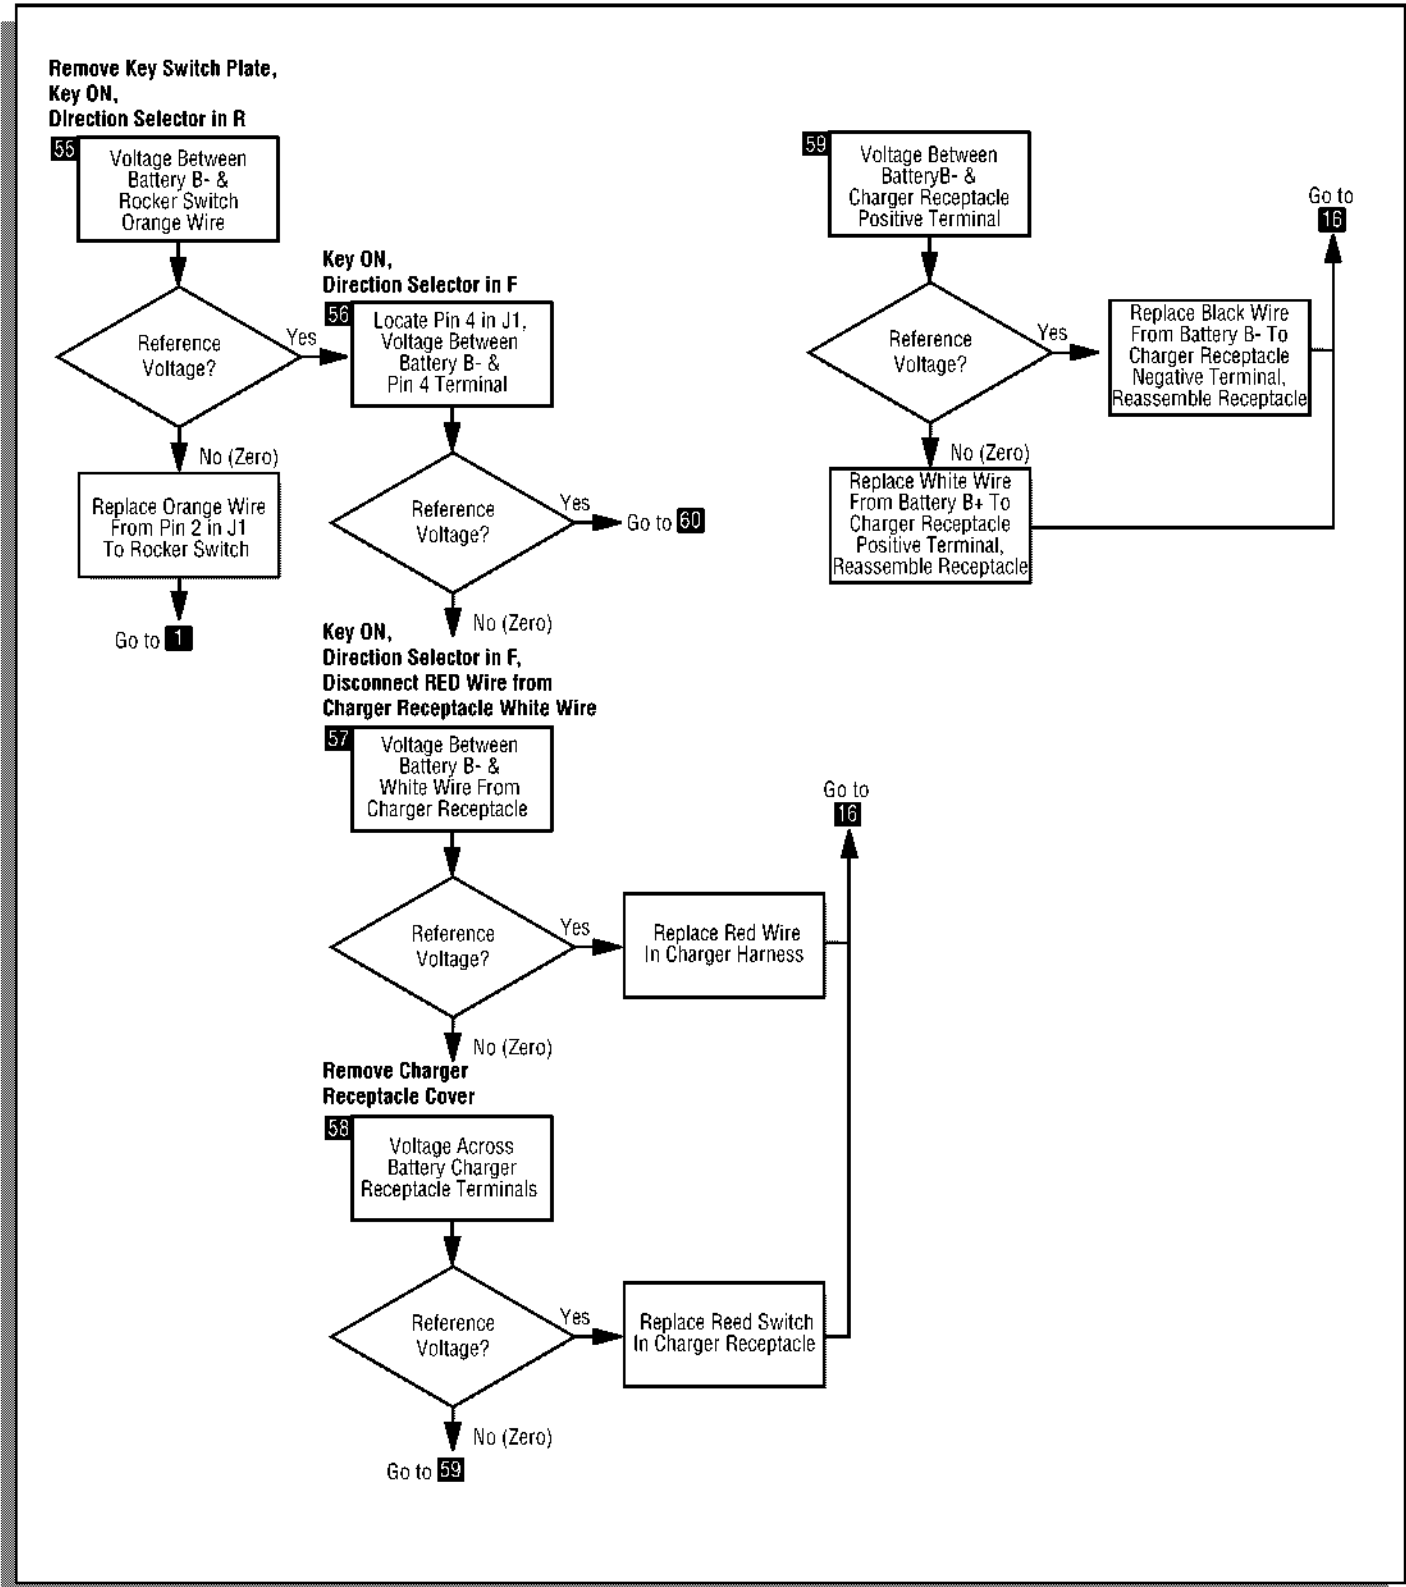 Remove Key Switch Plate,
Key ON,
Direction Selector in R
55
Voltage Between
Battery B- &
Rocker Switch
Orange Wire
Reference
Voltage?
Yes
No (Zero)
Replace Orange Wire
From Pin 2 in J1
To Rocker Switch
Go to 1
Key ON,
Direction Selector in F
56
Locate Pin 4 in J1,
Voltage Between
Battery B- &
Pin 4 Terminal
Reference
Voltage?
Yes
Go to 60
No (Zero)
Key ON,
Direction Selector in F,
Disconnect RED Wire from
Charger Receptacle White Wire
57
Voltage Between
Battery B- &
White Wire From
Charger Receptacle
Reference
Voltage?
Yes
Replace Red Wire
In Charger Harness
No (Zero)
Remove Charger
Receptacle Cover
58
Voltage Across
Battery Charger
Receptacle Terminals
Reference
Voltage?
Yes
Replace Reed Switch
In Charger Receptacle
Go to
16
No (Zero)
Go to 59
59
Voltage Between
BatteryB- &
Charger Receptacle
Positive Terminal
Reference
Voltage?
Yes
Replace Black Wire
From Battery B- To
Charger Receptacle
Negative Terminal,
Reassemble Receptacle
No (Zero)
Replace White Wire
From Battery B+ To
Charger Receptacle
Positive Terminal,
Reassemble Receptacle
Go to
16